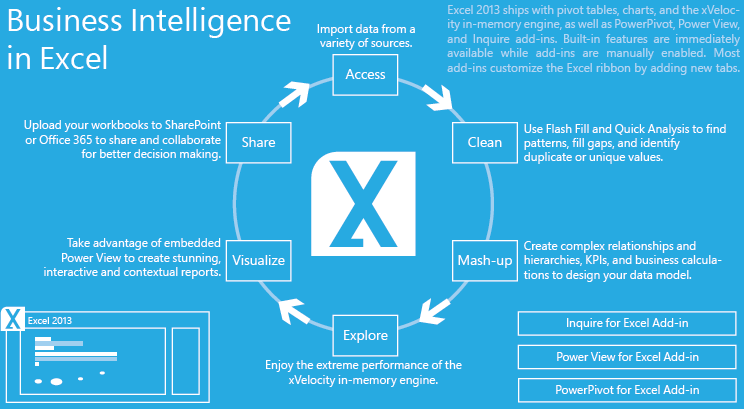 Business Intelligence
in Excel
Excel 2013 ships with pivot tables, charts, and the xVeloc-
ity in-memory engine, as well as PowerPivot, Power View,
and Inquire add-ins. Built-in features are immediately
available while add-ins are manually enabled. Most
add-ins customize the Excel ribbon by adding new tabs.
Import data from a
variety of sources.
Access
Clean
Use Flash Fill and Quick Analysis to find
patterns, fill gaps, and identify
duplicate or unique values.
Mash-up
Create complex relationships and
hierarchies, KPIs, and business calcula-
tions to design your data model.
Explore
Enjoy the extreme performance of the
xVelocity in-memory engine.
Visualize
Take advantage of embedded
Power View to create stunning,
interactive and contextual reports.
Share
Upload your workbooks to SharePoint
or Office 365 to share and collaborate
for better decision making.
X
X
Excel 2013
Inquire for Excel Add-in
Power View for Excel Add-in
PowerPivot for Excel Add-in